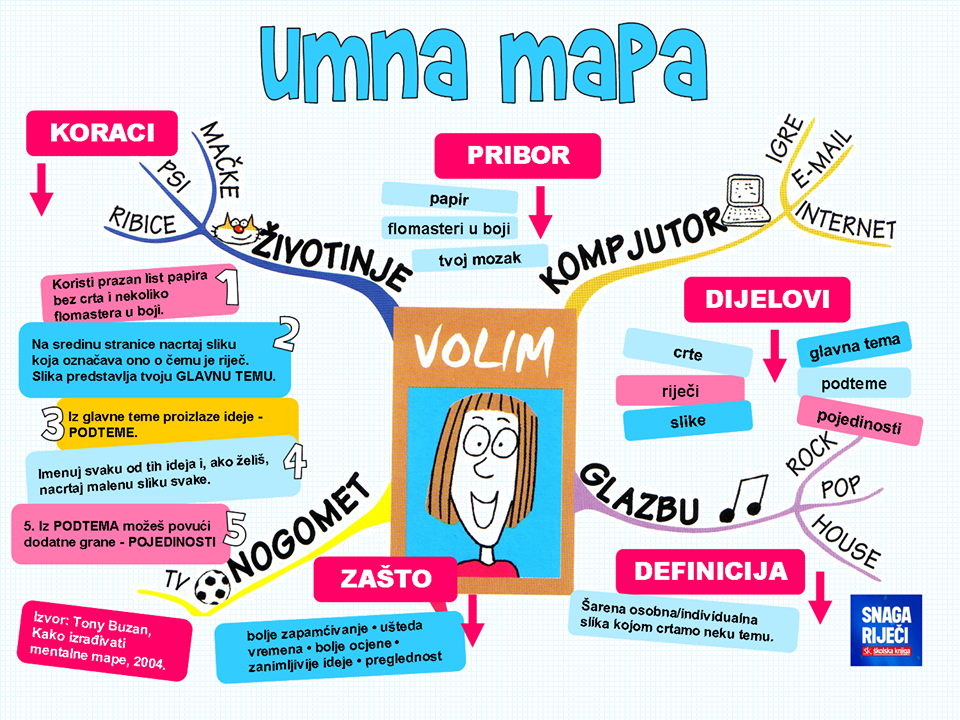 umna mapa
KORACI
PRIBOR
papir
flomasteri u boji
tvoj mozak
MAČKE
PSI
RIBICE
ŽIVOTINJE
KOMPJUTOR
IGRE
E-MAIL
INTERNET
1
Koristi prazan list papira
bez crta i nekoliko
flomastera u boji.
2
Na sredinu stranice nacrtaj sliku
koja označava ono o čemu je riječ.
Slika predstavlja tvoju GLAVNU TEMU.
3
Iz glavne teme proizlaze ideje -
PODTEME.
4
Imenuj svaku od tih ideja i, ako želiš,
nacrtaj malenu sliku svake.
5
5. Iz PODTEMA možeš povući
dodatne grane - POJEDINOSTI
VOLIM
DIJELOVI
crte
riječi
slike
glavna tema
podteme
pojedinosti
GLAZBU
ROCK
POP
HOUSE
NOGOMET
TV
ZAŠTO
bolje zapamćivanje • ušteda
vremena • bolje ocjene •
zanimljivije ideje • preglednost
DEFINICIJA
Šarena osobna/individualna
slika kojom crtamo neku temu.
Izvor: Tony Buzan,
Kako izrađivati
mentalne mape, 2004.
SNAGA
RIJEČI
sk školska knjiga